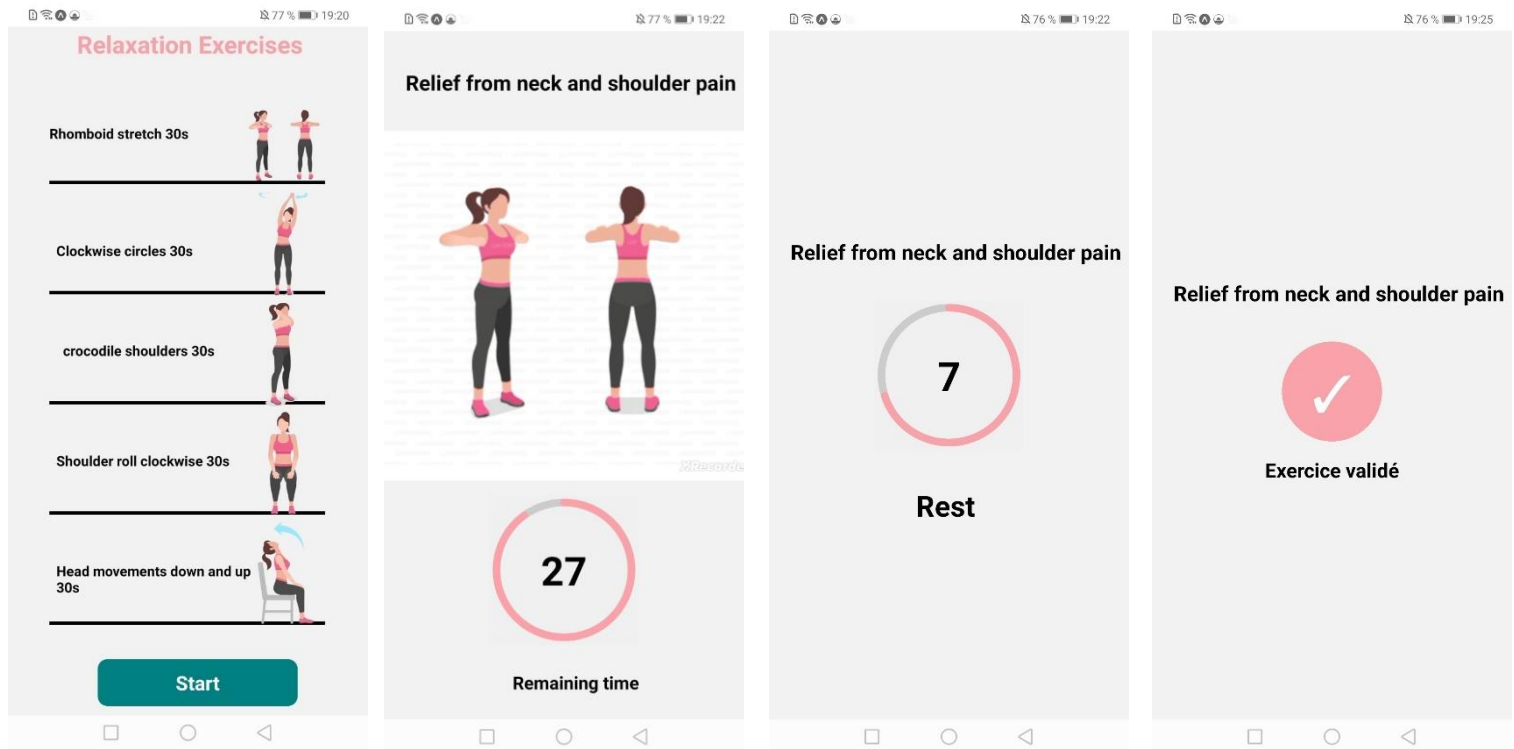 77 % 19:20
Relaxation Exercises
Rhomboid stretch 30s
Clockwise circles 30s
crocodile shoulders 30s
Shoulder roll clockwise 30s
Head movements down and up
30s
Start
77 % 19:22
Relief from neck and shoulder pain
XRecorde
27
Remaining time
76 % 19:22
Relief from neck and shoulder pain
7
Rest
76 % 19:25
Relief from neck and shoulder pain
Exercice validé